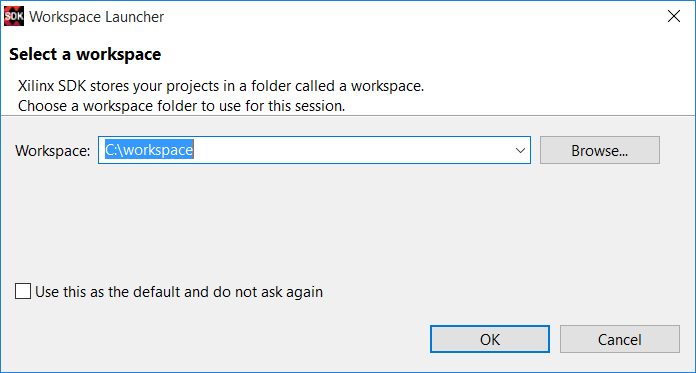 SDK Workspace Launcher
Select a workspace
Xilinx SDK stores your projects in a folder called a workspace.
Choose a workspace folder to use for this session.
Workspace: C:\workspace Browse...
Use this as the default and do not ask again
OK Cancel